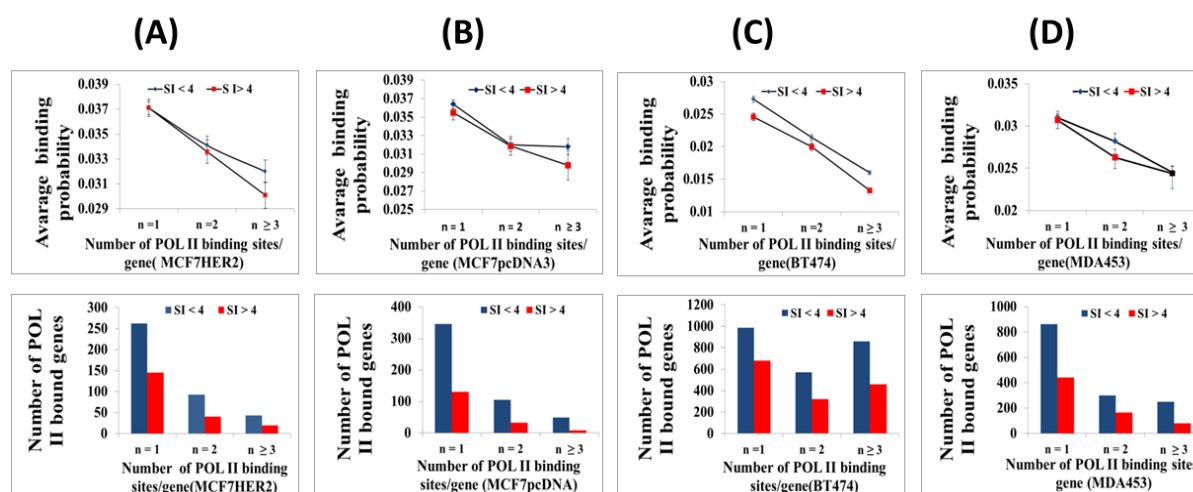 (A)
(B)
(C)
(D)
Avarage binding
probability
0.039
0.037
0.035
0.033
0.031
0.029
SI < 4 S I> 4
n =1 n = 2 n ≥ 3
Number of POL II binding sites/
gene( MCF7HER2)
Avarage binding
probability
0.039
0.037
0.035
0.033
0.031
0.029
0.027
0.025
SI < 4 SI > 4
n = 1 n = 2 n ≥ 3
Number of POL II binding sites/
gene (MCF7pcDNA3)
Avarage binding
probability
0.03
0.025
0.02
0.015
0.01
SI < 4 SI > 4
n = 1 n =2 n ≥ 3
Number of POL II binding sites/
gene(BT474)
Avarage binding
probability
0.035
0.03
0.025
0.02
SI < 4 SI > 4
n = 1 n = 2 n ≥ 3
Number of POL II binding sites/
gene(MDA453)
Number of POL
II bound genes
300
250
200
150
100
50
0
SI < 4 SI > 4
n = 1 n = 2 n ≥ 3
Number of POL II binding
sites/gene(MCF7HER2)
Number of POL
II bound genes
400
300
200
100
0
SI < 4 SI > 4
n = 1 n = 2 n ≥ 3
Number of POL II binding
sites/gene (MCF7pcDNA)
Number of POL
II bound genes
1200
1000
800
600
400
200
0
SI < 4 SI > 4
n =1 n = 2 n ≥ 3
Number of POL II binding
sites/gene(BT474)
Number of POL
II bound genes
1000
800
600
400
200
0
SI < 4 SI > 4
n = 1 n = 2 n ≥ 3
Number of POL II binding sites/
gene (MDA453)